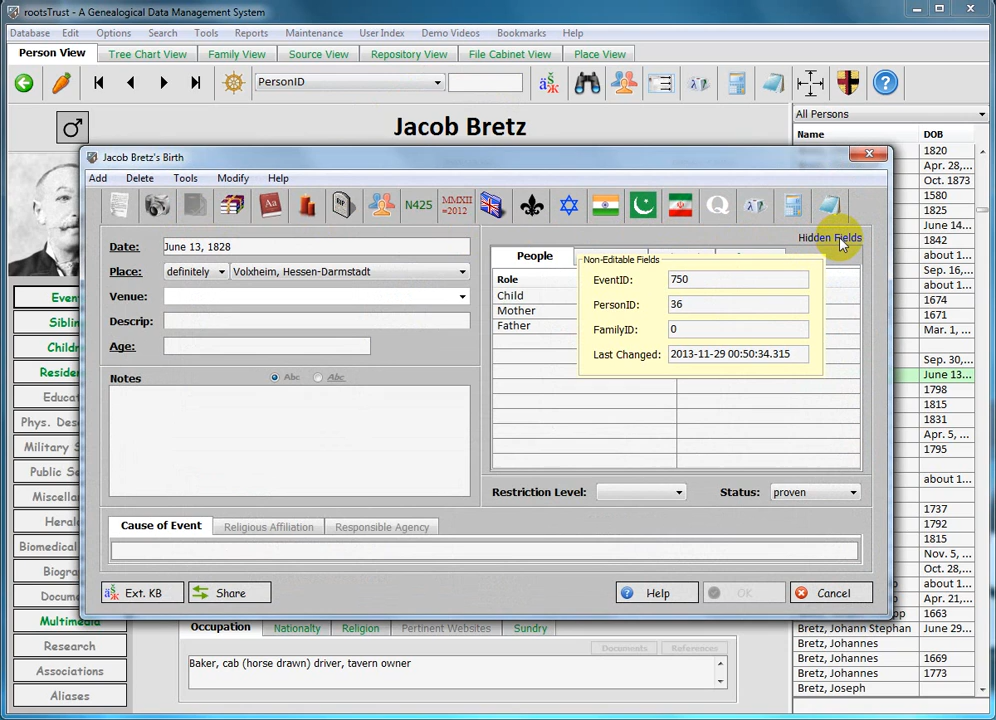 rootsTrust - A Genealogical Data Management System
Database Edit Options Search Tools Reports Maintenance User Index Demo Videos Bookmarks Help
Person View Tree Chart View Family View Source View Repository View File Cabinet View Place View
PersonID
Jacob Bretz
All Persons
Name DOB
1820
Apr. 28,...
Oct. 1873
1580
1825
June 14...
1842
about 1...
Sep. 16,...
about 1...
1674
1671
Mar. 1, ...
Sep. 30,...
June 13...
1798
1815
1831
Apr. 5, ...
1795
about 1...
1737
1792
1815
Nov. 5, ...
Oct. 28,...
about 1...
Apr. 21,...
1663
Bretz, Johann Stephan June 29...
Bretz, Johannes
Bretz, Johannes 1669
Bretz, Johannes 1773
Bretz, Joseph
Even
Siblin
Childr
Reside
Educat
Phys. Des
Military S
Public Se
Miscella
Heral
Biomedical
Biogra
Docume
Multimedia
Research
Associations
Aliases
Jacob Bretz's Birth
Add Delete Tools Modify Help
Aa
RIP
N425
MMXII
=2012
Q
Hidden Fields
Date: June 13, 1828
Place: definitely Volxheim, Hessen-Darmstadt
Venue:
Descrip:
Age:
Notes Abc Abc
People
Role
Child
Mother
Father
Non-Editable Fields
EventID: 750
PersonID: 36
FamilyID: 0
Last Changed: 2013-11-29 00:50:34.315
Restriction Level: Status: proven
Cause of Event Religious Affiliation Responsible Agency
Ext. KB Share Help OK Cancel
Occupation Nationality Religion Pertinent Websites Sundry
Documents References
Baker, cab (horse drawn) driver, tavern owner